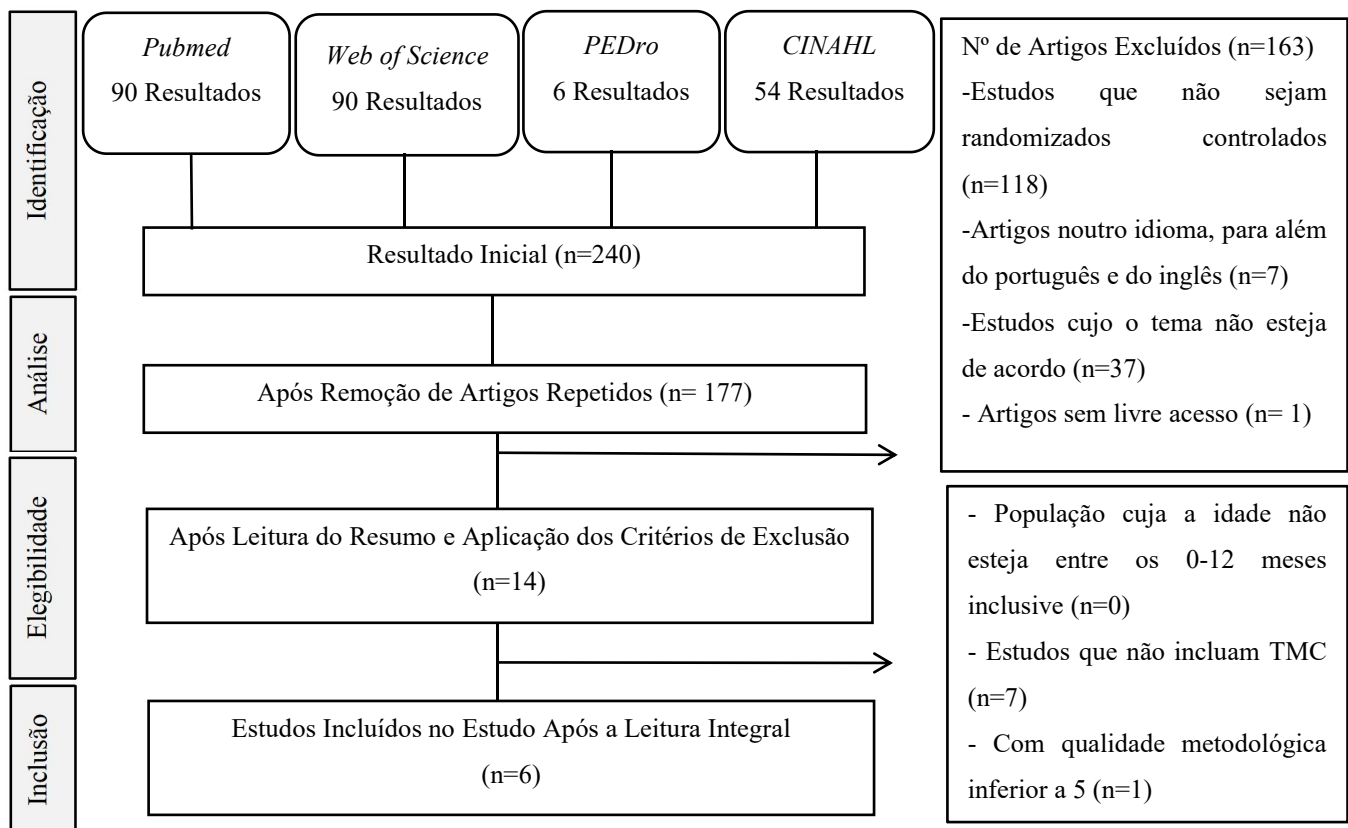 Identificação
Pubmed
90 Resultados
Web of Science
90 Resultados
PEDro
6 Resultados
CINAHL
54 Resultados
Resultado Inicial (n=240)
Nº de Artigos Excluídos (n=163)
-Estudos que não sejam
randomizados controlados
(n=118)
-Artigos noutro idioma, para além
do português e do inglês (n=7)
-Estudos cujo o tema não esteja
de acordo (n=37)
- Artigos sem livre acesso (n= 1)
Análise
Após Remoção de Artigos Repetidos (n= 177)
Elegibilidade
Após Leitura do Resumo e Aplicação dos Critérios de Exclusão
(n=14)
- População cuja a idade não
esteja entre os 0-12 meses
inclusive (n=0)
- Estudos que não incluam TMC
(n=7)
- Com qualidade metodológica
inferior a 5 (n=1)
Inclusão
Estudos Incluídos no Estudo Após a Leitura Integral
(n=6)